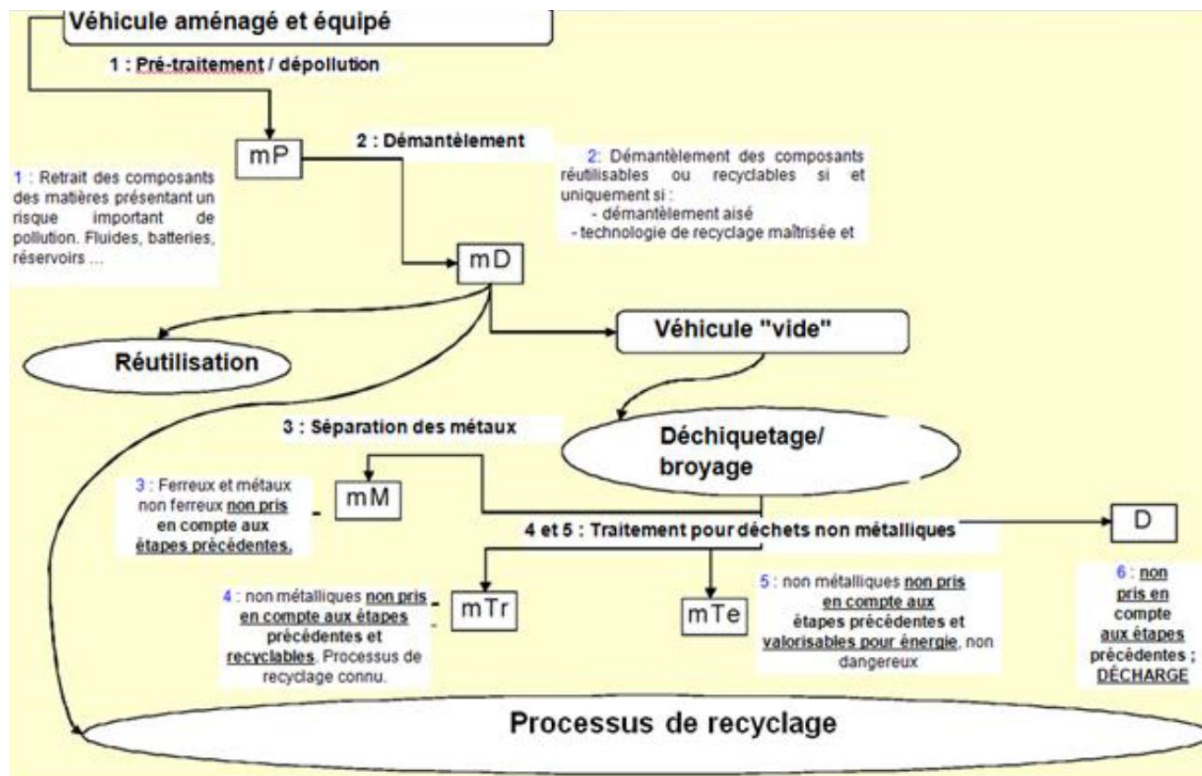 Véhicule aménagé et équipé
1 : Pré-traitement / dépollution
mP
2 : Démantèlement
1 : Retrait des composants
des matières présentant un
risque important de
pollution. Fluides, batteries,
réservoirs ...
2: Démantèlement des composants
réutilisables ou recyclables si et
uniquement si :
- démantèlement aisé
- technologie de recyclage maîtrisée et
mD
Véhicule "vide"
Réutilisation
3 : Séparation des métaux
Déchiquetage/
broyage
3 : Ferreux et métaux
non ferreux non pris
en compte aux
étapes précédentes.
mM
4 et 5 : Traitement pour déchets non métalliques
D
4 : non métalliques non pris
en compte aux étapes
précédentes et
recyclables. Processus de
recyclage connu.
mTr
mTe
5 : non métalliques non pris
en compte aux
étapes précédentes et
valorisables pour énergie, non
dangereux
6 : non
pris en
compte
aux étapes
précédentes ;
DÉCHARGE
Processus de recyclage